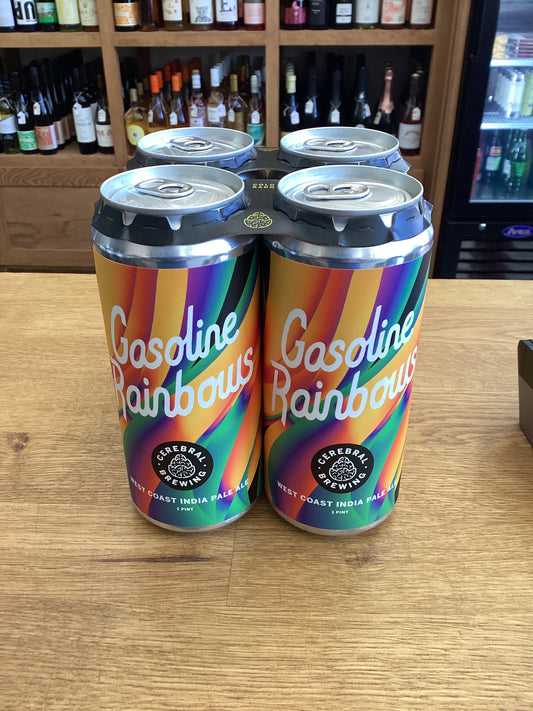 Gasoline
Rainbows
CEREBRAL
BREWING
WEST COAST INDIA PALE ALE
1 PINT
Gasoline
Rainbows
CEREBRAL
BREWING
WEST COAST INDIA PALE ALE
1 PINT